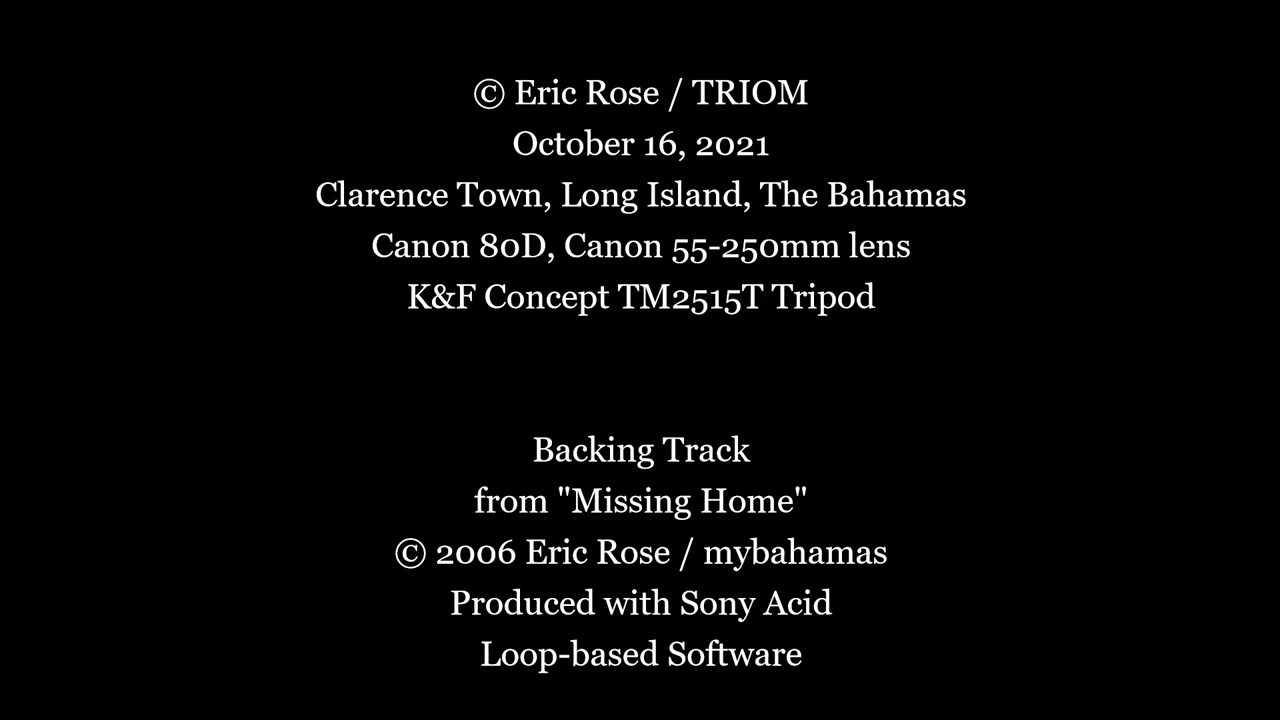 © Eric Rose / TRIOM
October 16, 2021
Clarence Town, Long Island, The Bahamas
Canon 80D, Canon 55-250mm lens
K&F Concept TM2515T Tripod
Backing Track
from "Missing Home"
© 2006 Eric Rose / mybahamas
Produced with Sony Acid
Loop-based Software